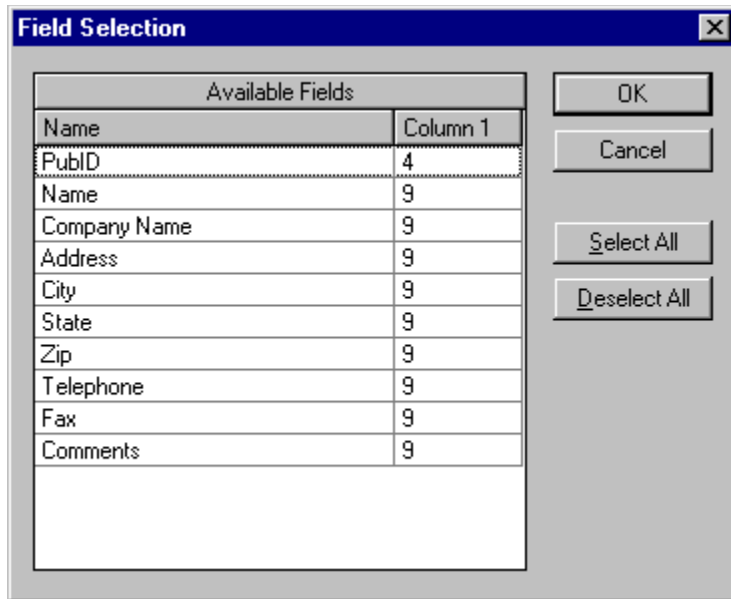 Field Selection
Available Fields
Name Column 1
PubID 4
Name 9
Company Name 9
Address 9
City 9
State 9
Zip 9
Telephone 9
Fax 9
Comments 9
OK
Cancel
Select All
Deselect All